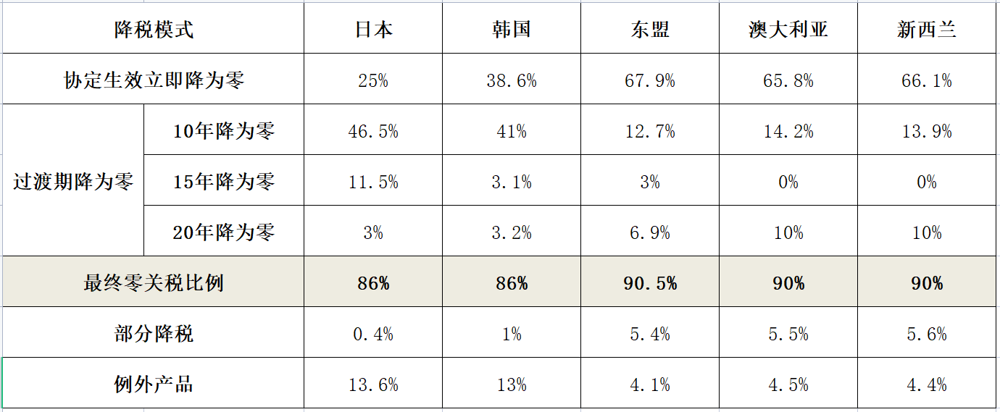 降税模式 日本 韩国 东盟 澳大利亚 新西兰
协定生效立即降为零 25% 38.6% 67.9% 65.8% 66.1%
过渡期降为零 10年降为零 46.5% 41% 12.7% 14.2% 13.9%
15年降为零 11.5% 3.1% 3% 0% 0%
20年降为零 3% 3.2% 6.9% 10% 10%
最终零关税比例 86% 86% 90.5% 90% 90%
部分降税 0.4% 1% 5.4% 5.5% 5.6%
例外产品 13.6% 13% 4.1% 4.5% 4.4%